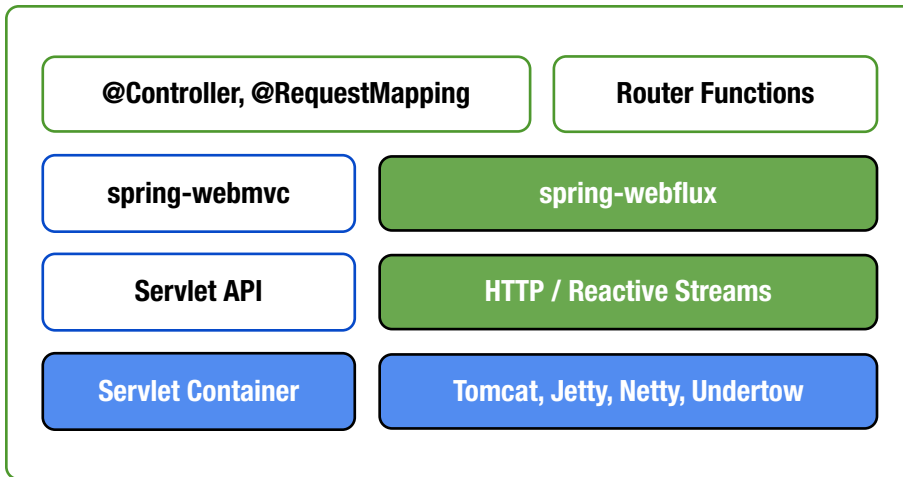 @Controller, @RequestMapping
Router Functions
spring-webmvc
spring-webflux
Servlet API
HTTP / Reactive Streams
Servlet Container
Tomcat, Jetty, Netty, Undertow